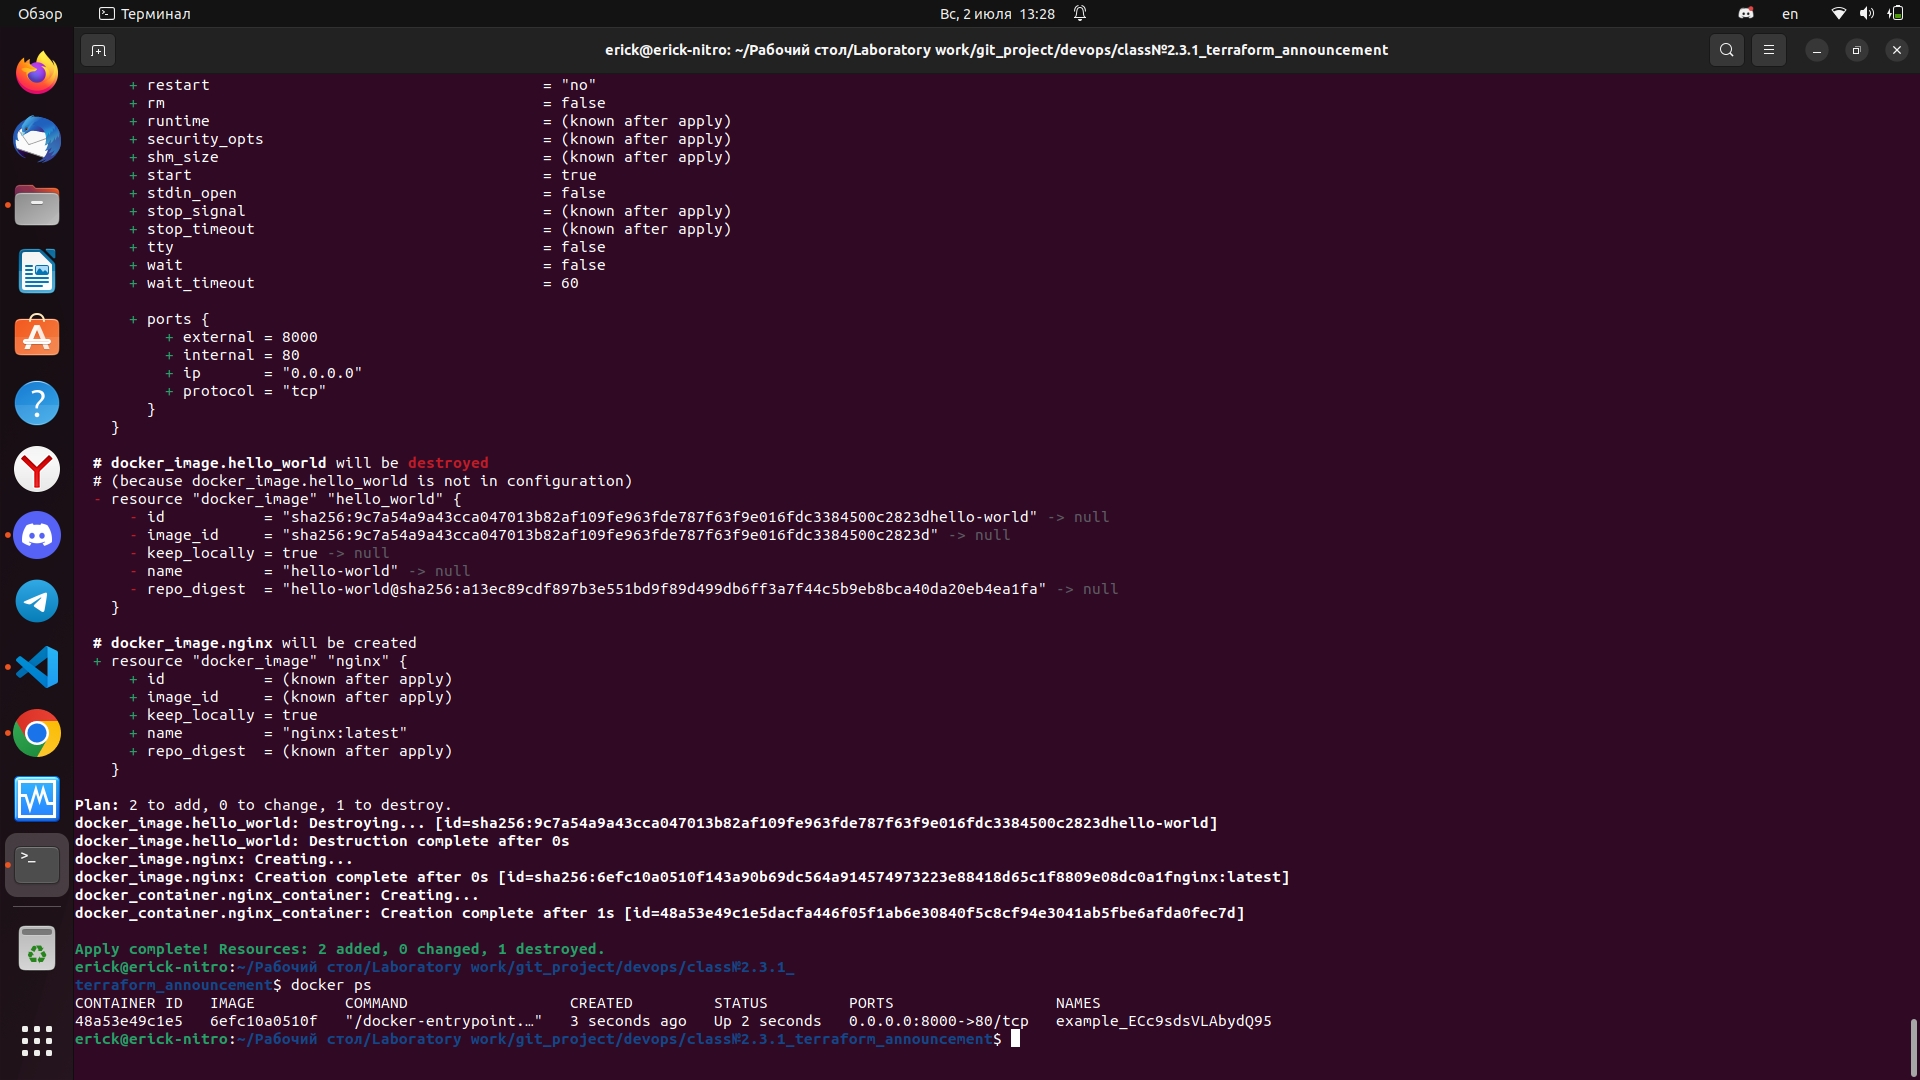 Обзор
Терминал
Вс, 2 июля 13:28
en
erick@erick-nitro: ~/Рабочий стол/Laboratory work/git_project/devops/class№2.3.1_terraform_announcement
+ restart = "no"
+ rm = false
+ runtime = (known after apply)
+ security_opts = (known after apply)
+ shm_size = (known after apply)
+ start = true
+ stdin_open = false
+ stop_signal = (known after apply)
+ stop_timeout = (known after apply)
+ tty = false
+ wait = false
+ wait_timeout = 60
+ ports {
+ external = 8000
+ internal = 80
+ ip = "0.0.0.0"
+ protocol = "tcp"
}
}
# docker_image.hello_world will be destroyed
# (because docker_image.hello_world is not in configuration)
- resource "docker_image" "hello_world" {
- id = "sha256:9c7a54a9a43cca047013b82af109fe963fde787f63f9e016fdc3384500c2823dhello-world" -> null
- image_id = "sha256:9c7a54a9a43cca047013b82af109fe963fde787f63f9e016fdc3384500c2823d" -> null
- keep_locally = true -> null
- name = "hello-world" -> null
- repo_digest = "hello-world@sha256:a13ec89cdf897b3e551bd9f89d499db6ff3a7f44c5b9eb8bca40da20eb4ea1fa" -> null
}
# docker_image.nginx will be created
+ resource "docker_image" "nginx" {
+ id = (known after apply)
+ image_id = (known after apply)
+ keep_locally = true
+ name = "nginx:latest"
+ repo_digest = (known after apply)
}
Plan: 2 to add, 0 to change, 1 to destroy.
docker_image.hello_world: Destroying... [id=sha256:9c7a54a9a43cca047013b82af109fe963fde787f63f9e016fdc3384500c2823dhello-world]
docker_image.hello_world: Destruction complete after 0s
docker_image.nginx: Creating...
docker_image.nginx: Creation complete after 0s [id=sha256:6efc10a0510f143a90b69dc564a914574973223e88418d65c1f8809e08dc0a1fnginx:latest]
docker_container.nginx_container: Creating...
docker_container.nginx_container: Creation complete after 1s [id=48a53e49c1e5dacfa446f05f1ab6e30840f5c8cf94e3041ab5fbe6afda0fec7d]
Apply complete! Resources: 2 added, 0 changed, 1 destroyed.
erick@erick-nitro:~/Рабочий стол/Laboratory work/git_project/devops/class№2.3.1_
terraform_announcement$ docker ps
CONTAINER ID IMAGE COMMAND CREATED STATUS PORTS NAMES
48a53e49c1e5 6efc10a0510f "/docker-entrypoint.…" 3 seconds ago Up 2 seconds 0.0.0.0:8000->80/tcp example_ECc9sdsVLAbydQ95
erick@erick-nitro:~/Рабочий стол/Laboratory work/git_project/devops/class№2.3.1_terraform_announcement$